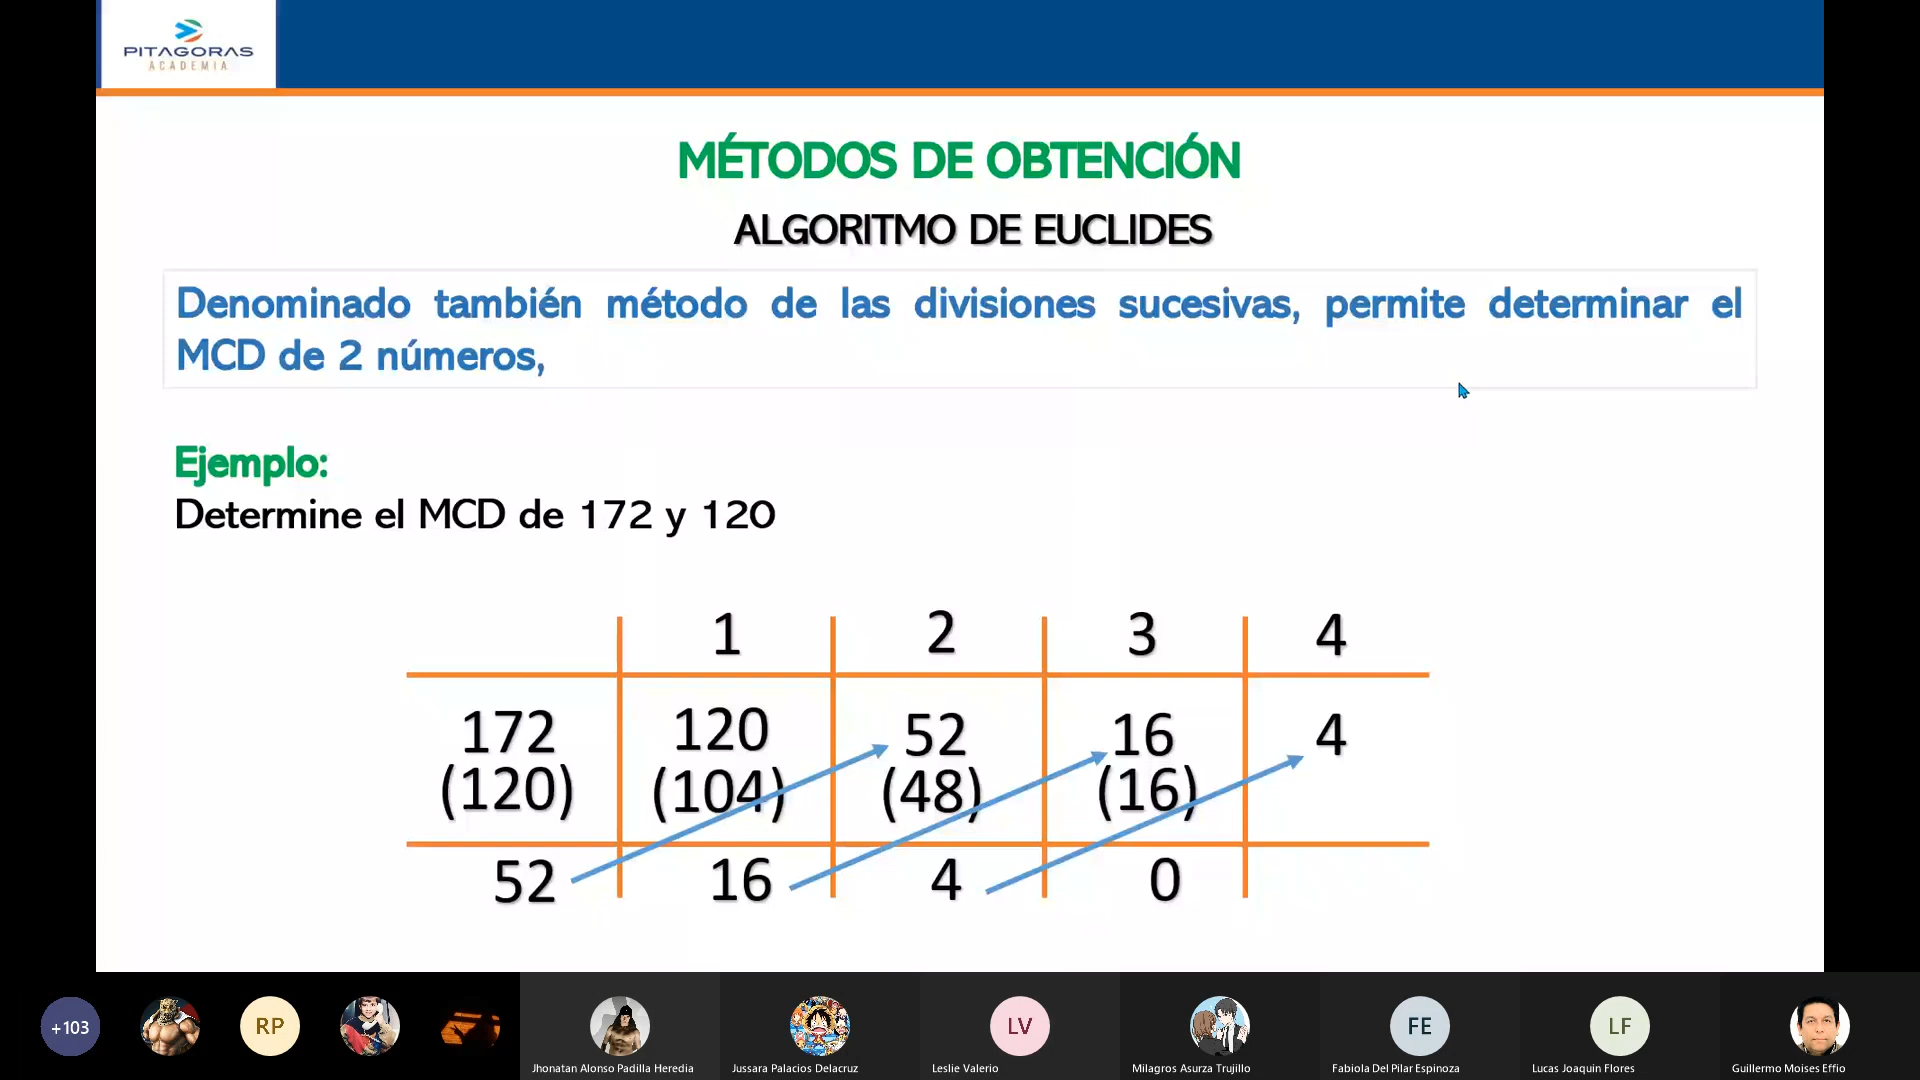 PITAGORAS
ACADEMIA
MÉTODOS DE OBTENCIÓN
ALGORITMO DE EUCLIDES
Denominado también método de las divisiones sucesivas, permite determinar el
MCD de 2 números,
Ejemplo:
Determine el MCD de 172 y 120
1 2 3 4
172 120 52 16 4
(120) (104) (48) (16)
52 16 4 0
+103 RP LV FE LF
Jhonatan Alonso Padilla Heredia Jussara Palacios Delacruz Leslie Valerio Milagros Asurza Trujillo Fabiola Del Pilar Espinoza Lucas Joaquin Flores Guillermo Moises Effio